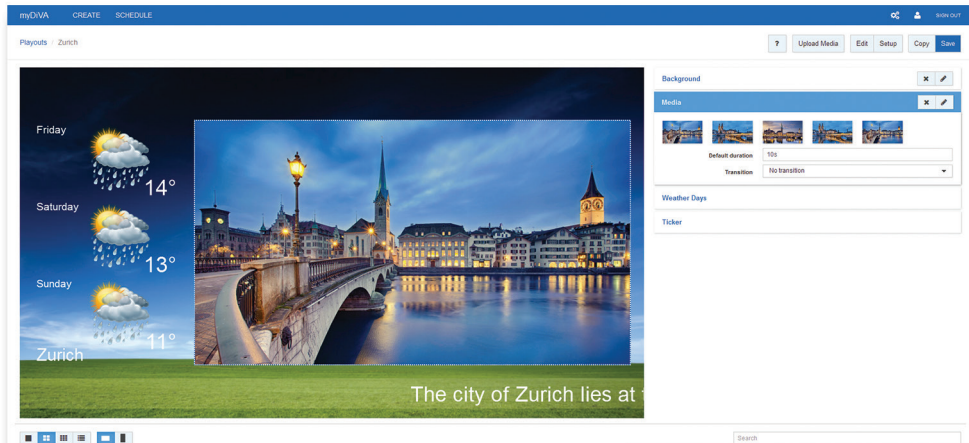 myDiVA CREATE SCHEDULE SIGN OUT
Playouts / Zurich
? Upload Media Edit Setup Copy Save
Background
Media
Default duration 10s
Transition No transition
Weather Days
Ticker
Friday
14°
Saturday
13°
Sunday
11°
Zurich
The city of Zurich lies at
Search